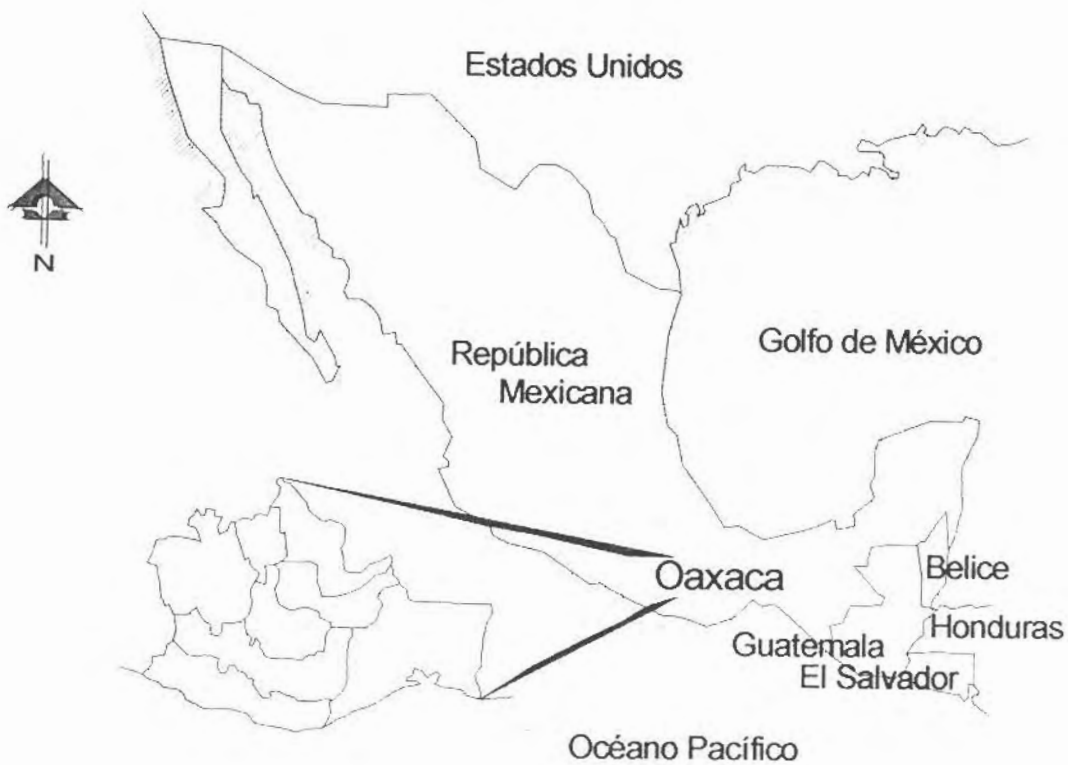 Estados Unidos
N
Golfo de México
República
Mexicana
Oaxaca
Belice
Honduras
Guatemala
El Salvador
Océano Pacífico